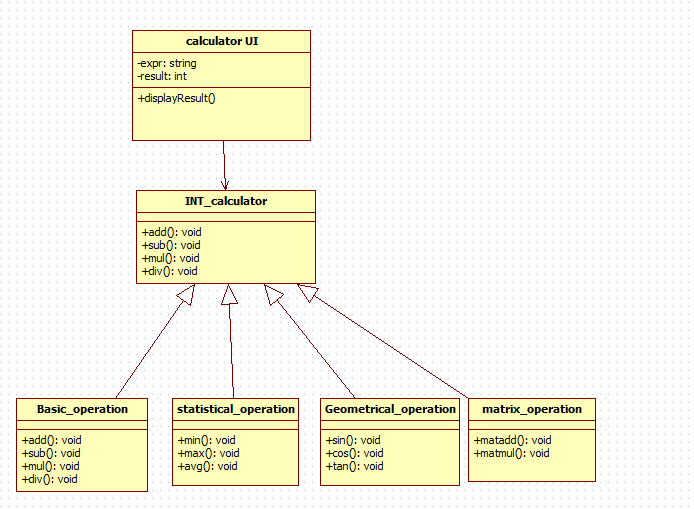 calculator UI
-expr: string
-result: int
+displayResult()
INT_calculator
+add(): void
+sub(): void
+mul(): void
+div(): void
Basic_operation
+add(): void
+sub(): void
+mul(): void
+div(): void
statistical_operation
+min(): void
+max(): void
+avg(): void
Geometrical_operation
+sin(): void
+cos(): void
+tan(): void
matrix_operation
+matadd(): void
+matmul(): void